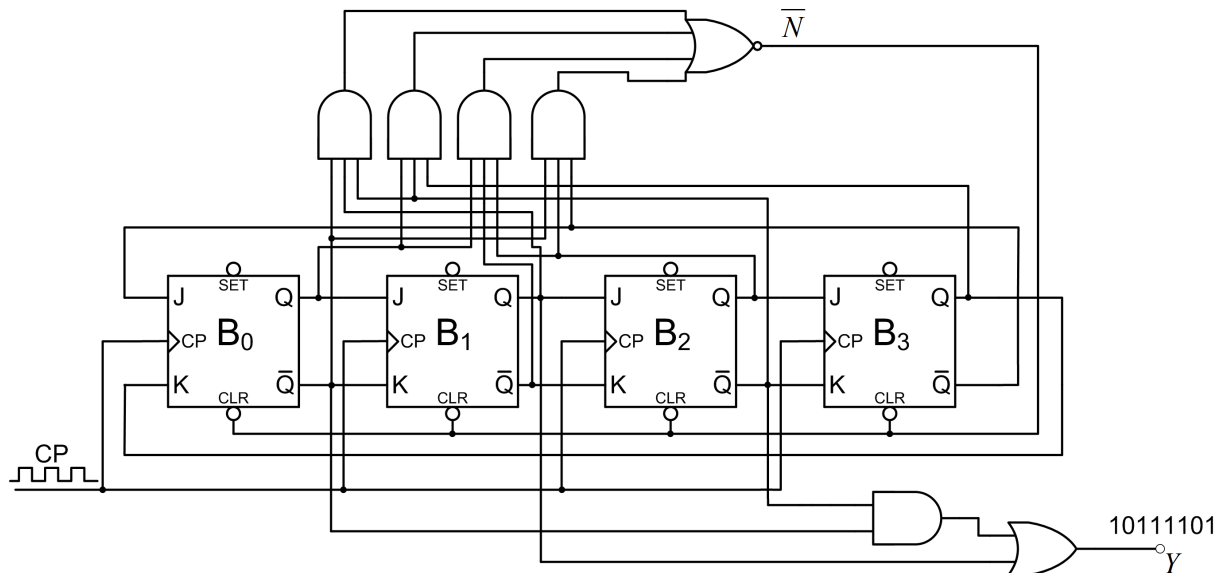 N̅
SET SET SET SET
J Q J Q J Q J Q
B₀ B₁ B₂ B₃
CP CP CP CP
K Q̅ K Q̅ K Q̅ K Q̅
CLR CLR CLR CLR
CP
10111101
Y